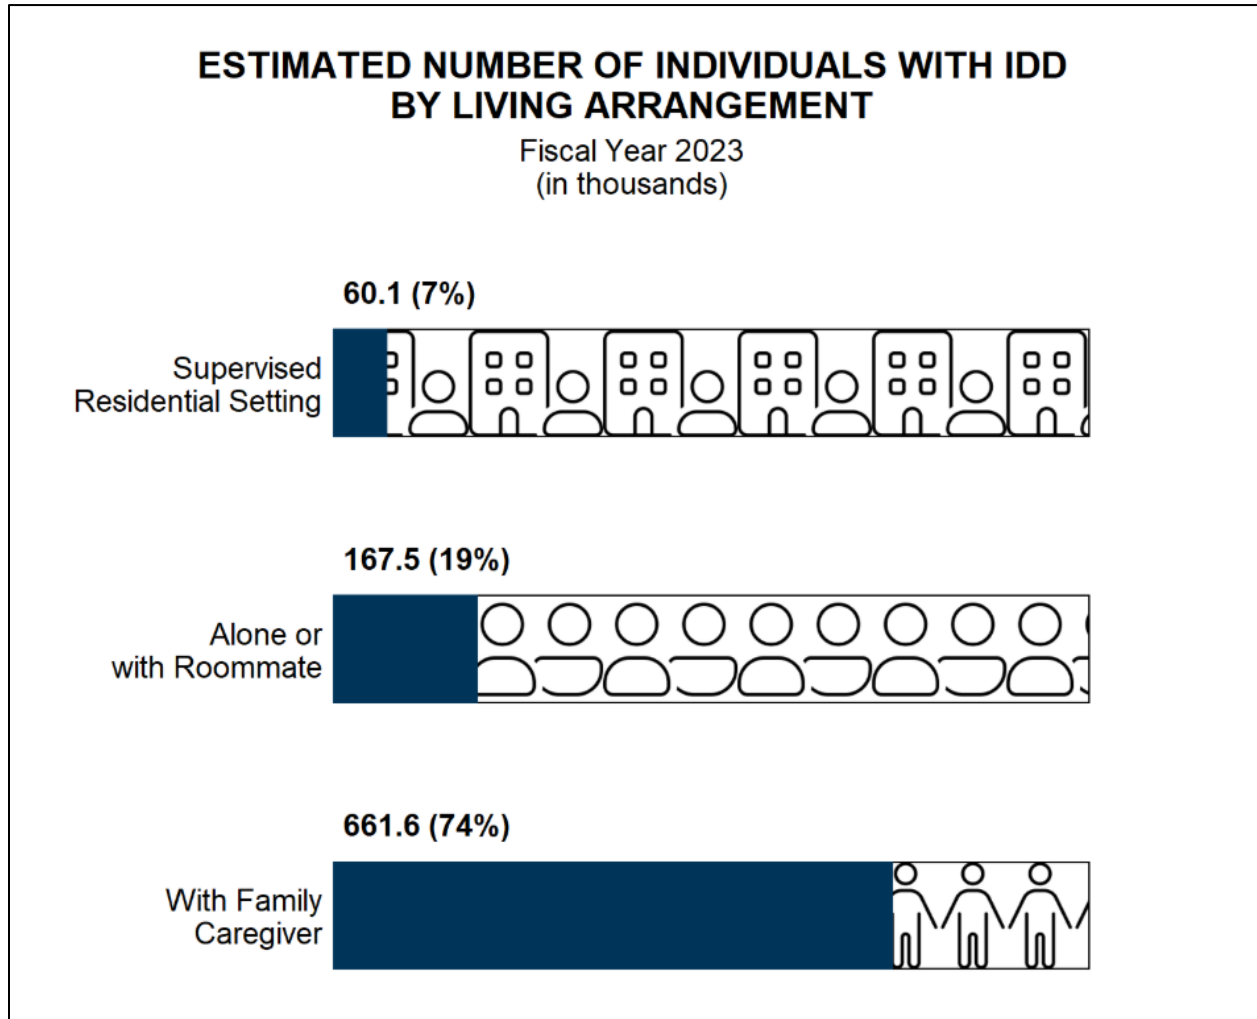 ESTIMATED NUMBER OF INDIVIDUALS WITH IDD
BY LIVING ARRANGEMENT
Fiscal Year 2023
(in thousands)
60.1 (7%)
Supervised
Residential Setting
167.5 (19%)
Alone or
with Roommate
661.6 (74%)
With Family
Caregiver